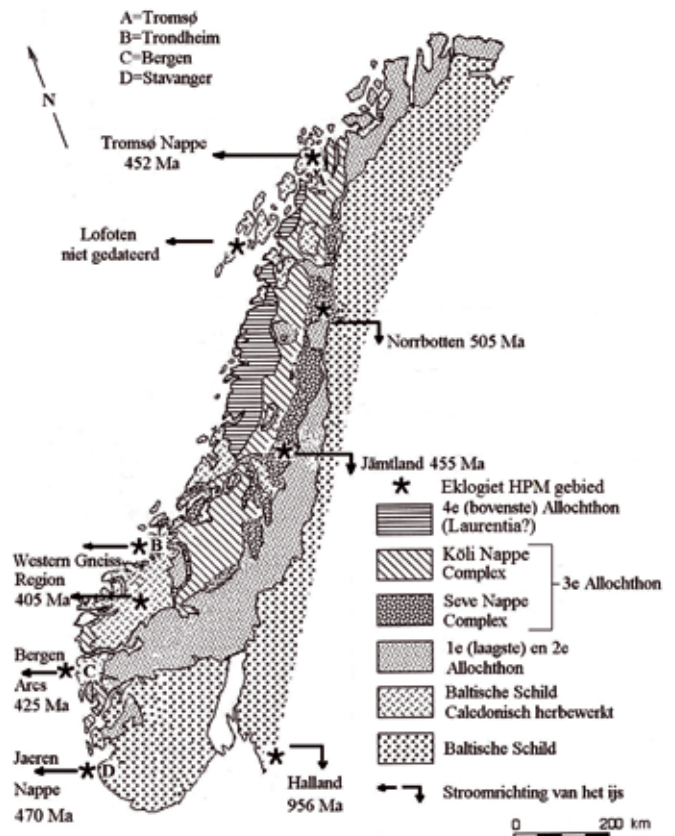 A=Tromsø
B=Trondheim
C=Bergen
D=Stavanger
N
Tromsø Nappe
452 Ma
A
Lofoten
niet gedateerd
Norrbotten 505 Ma
Jämtland 455 Ma
Eklogiet HPM gebied
4e (bovenste) Allochthon
(Laurentia?)
B
Western Gneiss
Region
405 Ma
Köli Nappe
Complex
3e Allochthon
Seve Nappe
Complex
Bergen
Arcs
425 Ma
C
1e (laagste) en 2e
Allochthon
Baltische Schild
Caledonisch herbewerkt
Jaeren
Nappe
470 Ma
D
Baltische Schild
Halland
956 Ma
Stroomrichting van het ijs
0 200 km